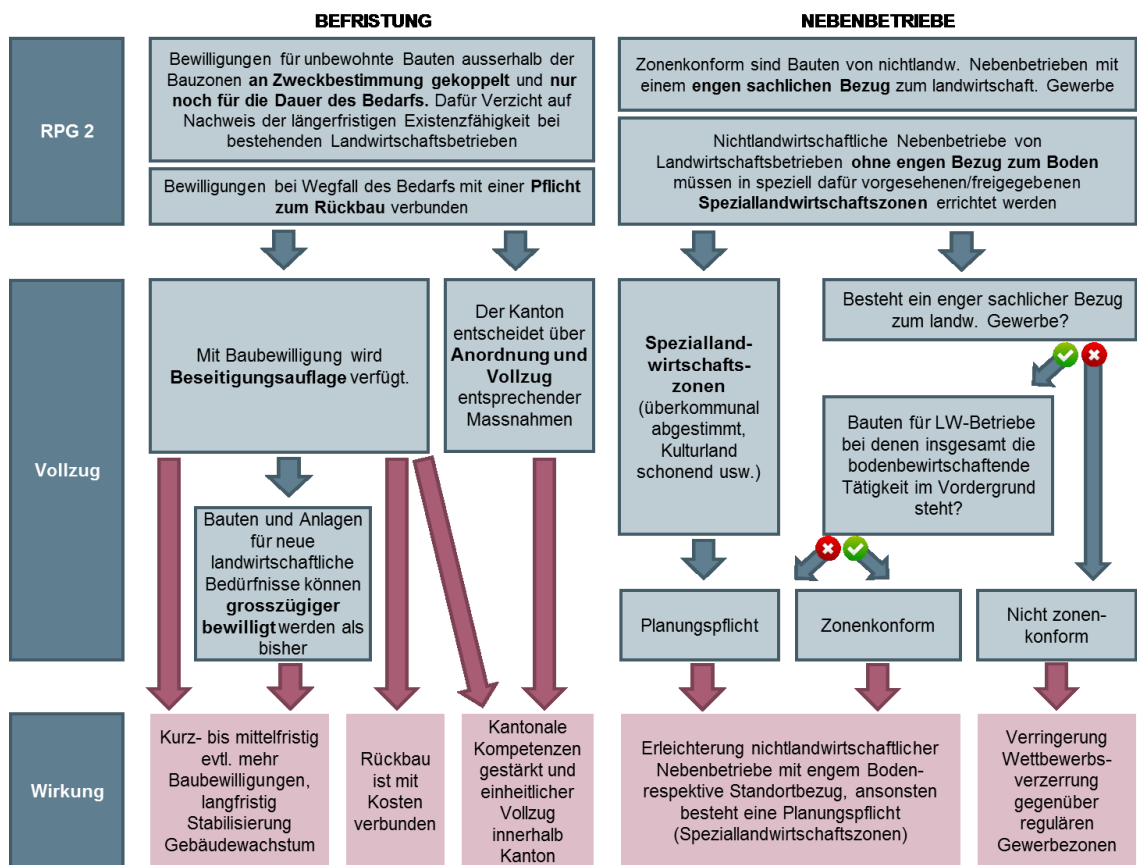 BEFRISTUNG
NEBENBETRIEBE
RPG 2
Bewilligungen für unbewohnte Bauten ausserhalb der
Bauzonen an Zweckbestimmung gekoppelt und nur
noch für die Dauer des Bedarfs. Dafür Verzicht auf
Nachweis der längerfristigen Existenzfähigkeit bei
bestehenden Landwirtschaftsbetrieben
Bewilligungen bei Wegfall des Bedarfs mit einer Pflicht
zum Rückbau verbunden
Zonenkonform sind Bauten von nichtlandw. Nebenbetrieben mit
einem engen sachlichen Bezug zum landwirtschaft. Gewerbe
Nichtlandwirtschaftliche Nebenbetriebe von
Landwirtschaftsbetrieben ohne engen Bezug zum Boden
müssen in speziell dafür vorgesehenen/freigegebenen
Speziallandwirtschaftszonen errichtet werden
Vollzug
Mit Baubewilligung wird
Beseitigungsauflage verfügt.
Der Kanton
entscheidet über
Anordnung und
Vollzug
entsprechender
Massnahmen
Bauten und Anlagen
für neue
landwirtschaftliche
Bedürfnisse können
grosszügiger
bewilligt werden als
bisher
Spezialland-
wirtschafts-
zonen
(überkommunal
abgestimmt,
Kulturland
schonend usw.)
Besteht ein enger sachlicher Bezug
zum landw. Gewerbe?
Bauten für LW-Betriebe
bei denen insgesamt die
bodenbewirtschaftende
Tätigkeit im Vordergrund
steht?
Planungspflicht
Zonenkonform
Nicht zonen-
konform
Wirkung
Kurz- bis mittelfristig
evtl. mehr
Baubewilligungen,
langfristig
Stabilisierung
Gebäudewachstum
Rückbau
ist mit
Kosten
verbunden
Kantonale
Kompetenzen
gestärkt und
einheitlicher
Vollzug
innerhalb
Kanton
Erleichterung nichtlandwirtschaftlicher
Nebenbetriebe mit engem Boden-
respektive Standortbezug, ansonsten
besteht eine Planungspflicht
(Speziallandwirtschaftszonen)
Verringerung
Wettbewerbs-
verzerrung
gegenüber
regulären
Gewerbezonen